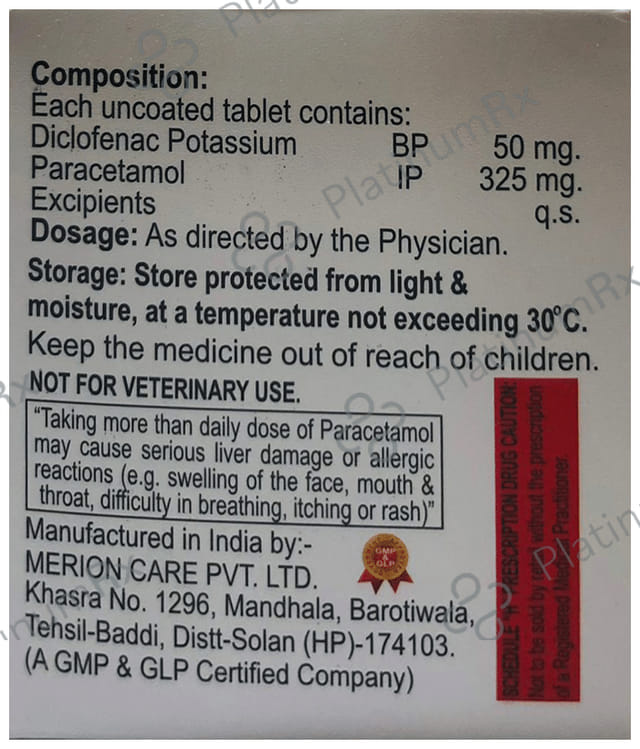 Composition:
Each uncoated tablet contains:
Diclofenac Potassium BP 50 mg.
Paracetamol IP 325 mg.
Excipients q.s.
Dosage: As directed by the Physician.
Storage: Store protected from light &
moisture, at a temperature not exceeding 30°C.
Keep the medicine out of reach of children.
NOT FOR VETERINARY USE.
"Taking more than daily dose of Paracetamol
may cause serious liver damage or allergic
reactions (e.g. swelling of the face, mouth &
throat, difficulty in breathing, itching or rash)"
Manufactured in India by:-
MERION CARE PVT. LTD.
Khasra No. 1296, Mandhala, Barotiwala,
Tehsil-Baddi, Distt-Solan (HP)-174103.
(A GMP & GLP Certified Company)
GMP
&
GLP
SCHEDULE "H" PRESCRIPTION DRUG CAUTION:
Not to be sold by retail without the prescription
of a Registered Medical Practitioner.
PlatinumRx
PlatinumRx
PlatinumRx